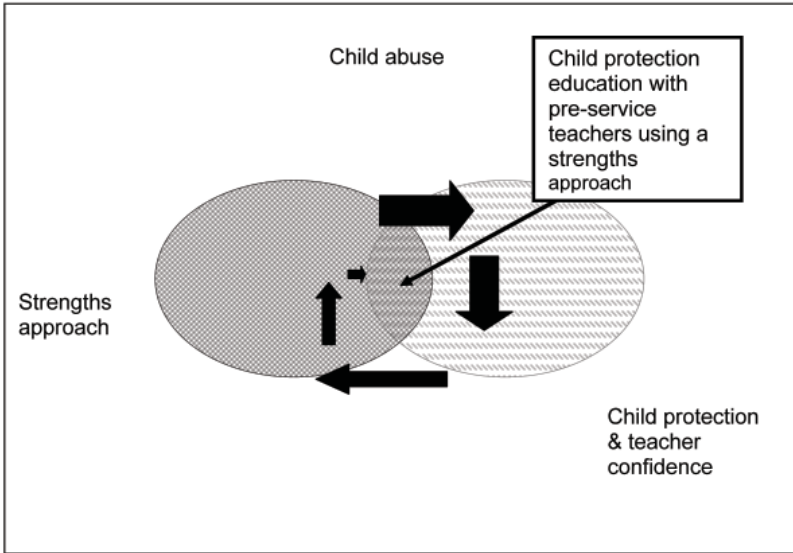 Child abuse
Child protection
education with
pre-service
teachers using a
strengths
approach
Strengths
approach
Child protection
& teacher
confidence